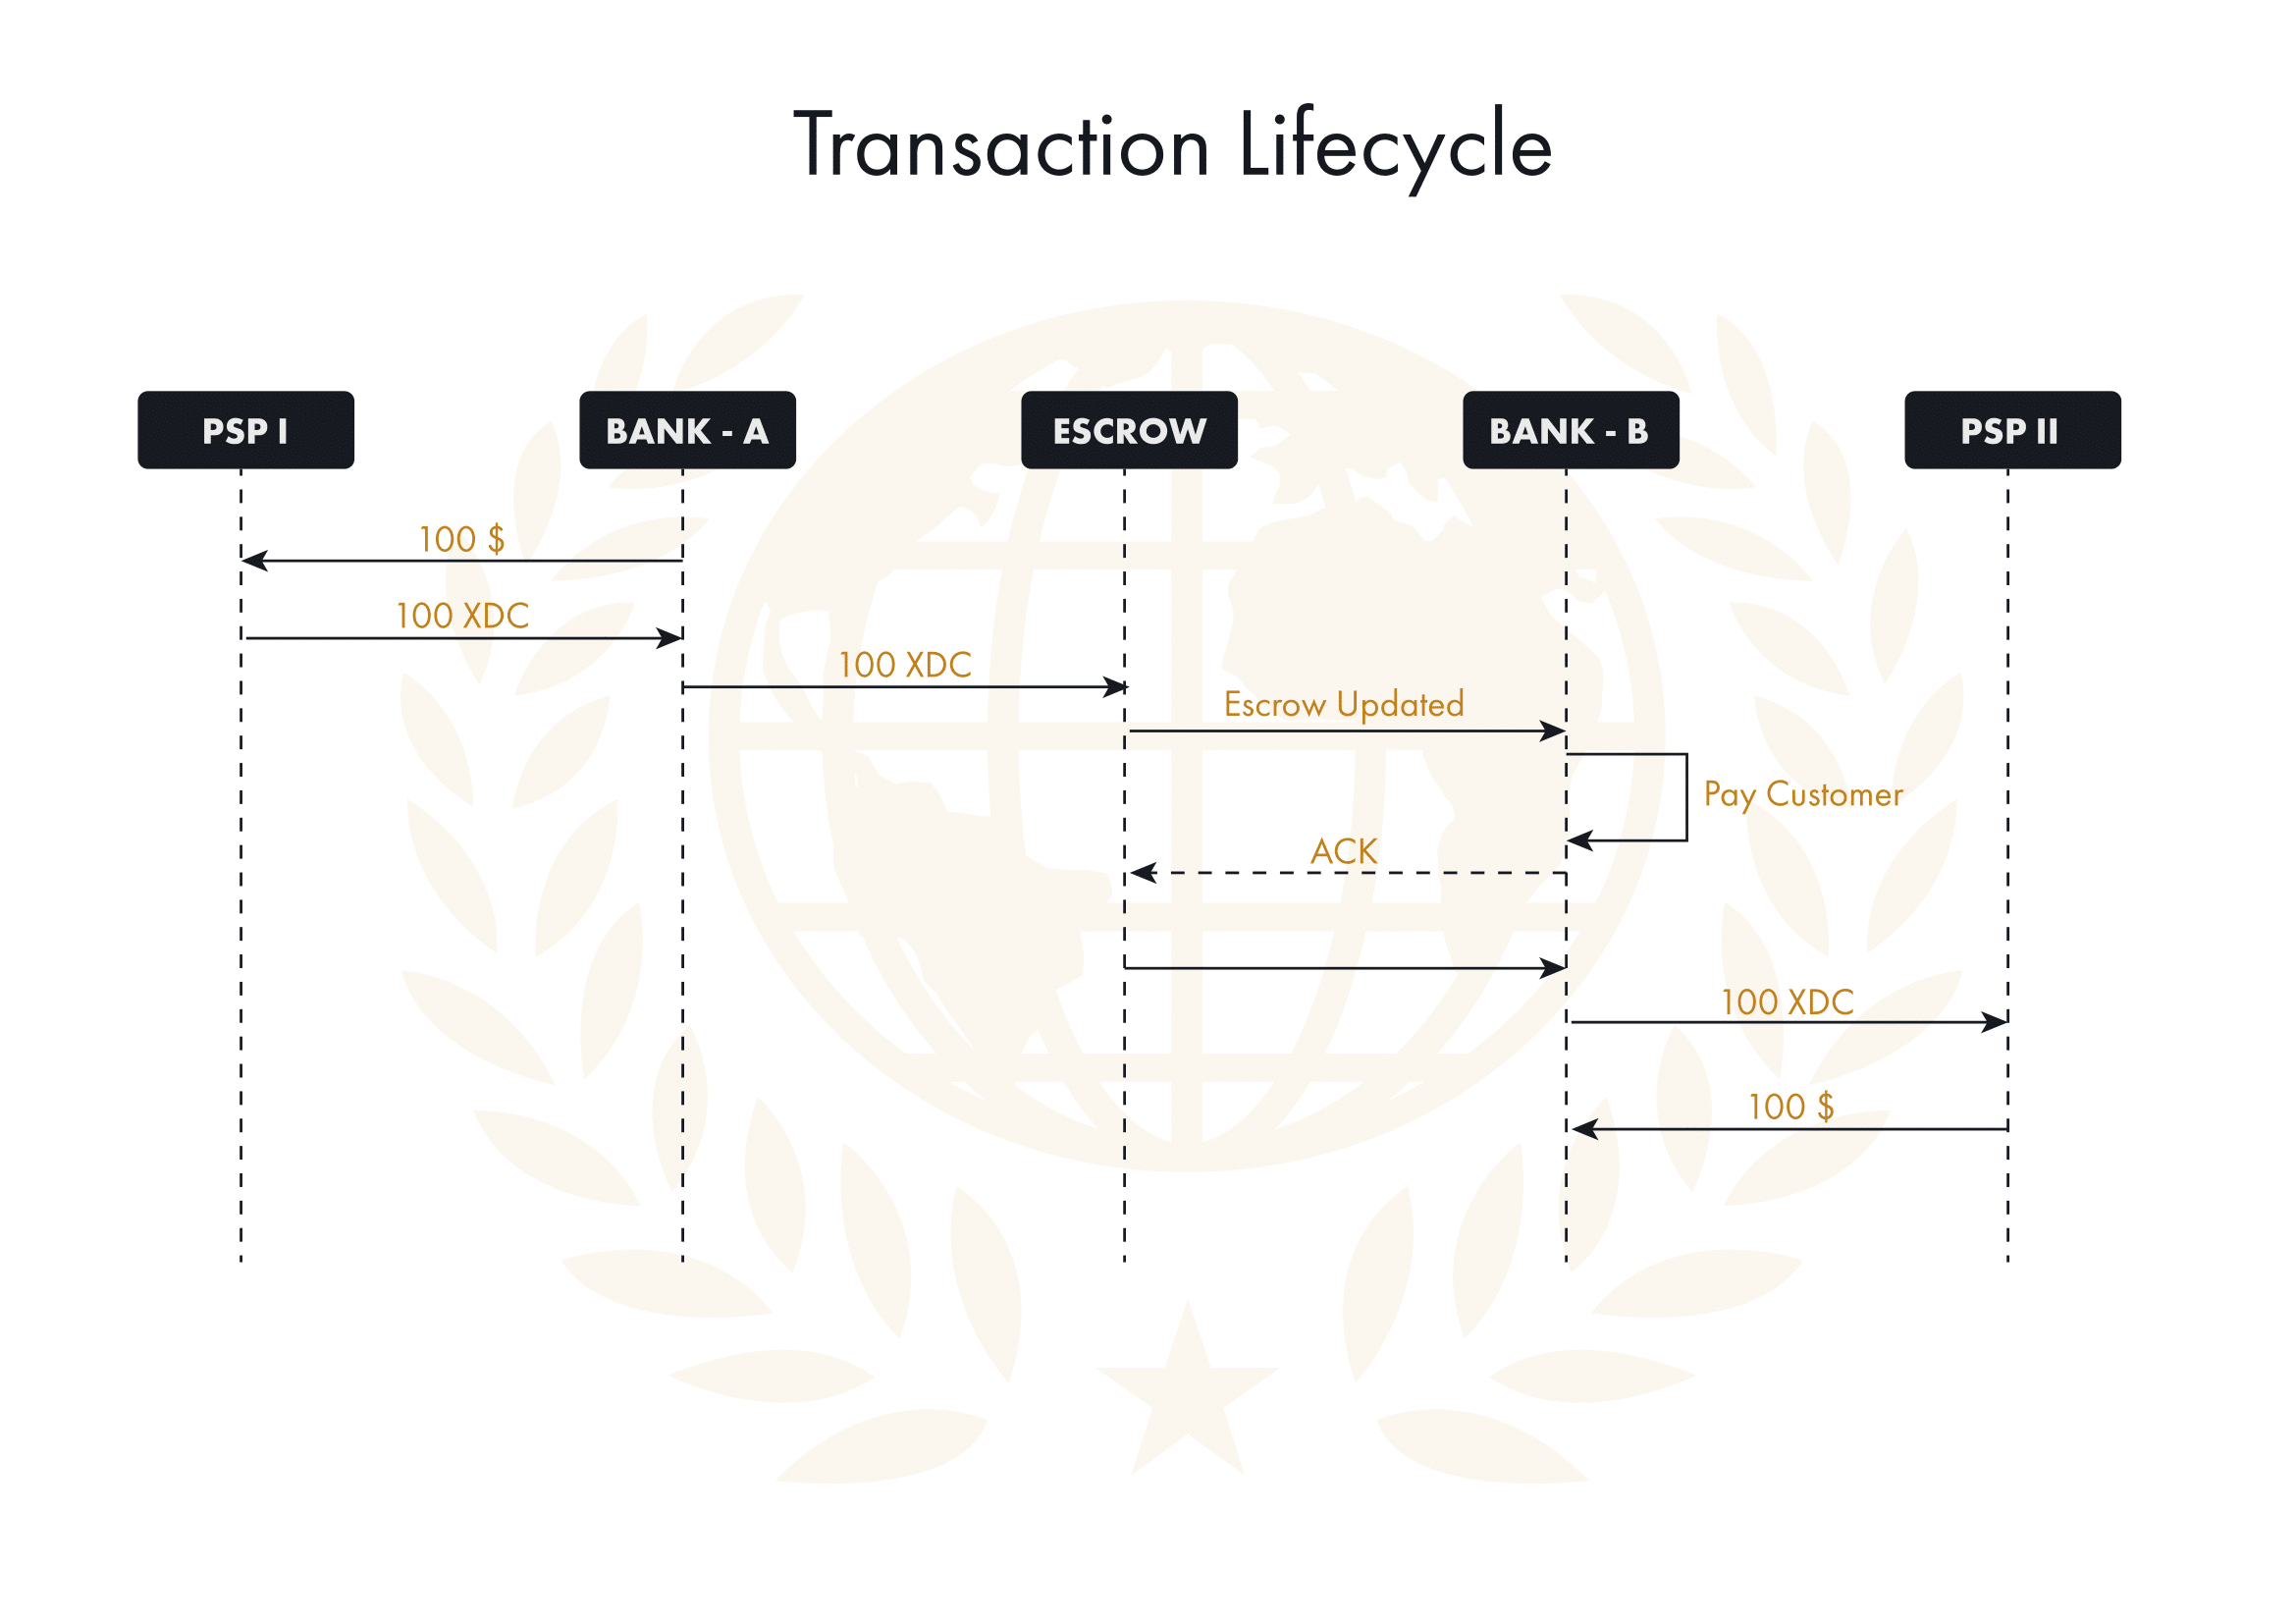 Transaction Lifecycle
PSP I
BANK - A
ESCROW
BANK - B
PSP II
100 $
100 XDC
100 XDC
Escrow Updated
Pay Customer
ACK
100 XDC
100 $